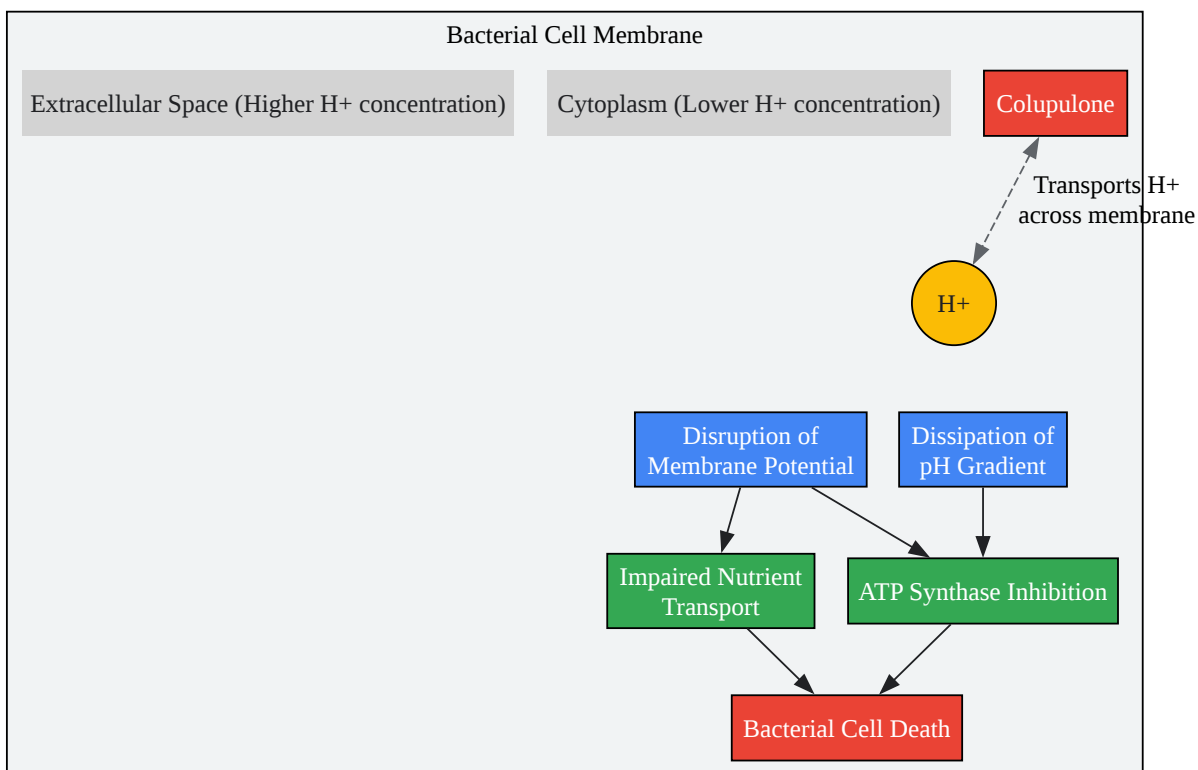 Bacterial Cell Membrane
Extracellular Space (Higher H+ concentration)
Cytoplasm (Lower H+ concentration)
Colupulone
Transports H+
across membrane
H+
Disruption of
Membrane Potential
Dissipation of
pH Gradient
Impaired Nutrient
Transport
ATP Synthase Inhibition
Bacterial Cell Death